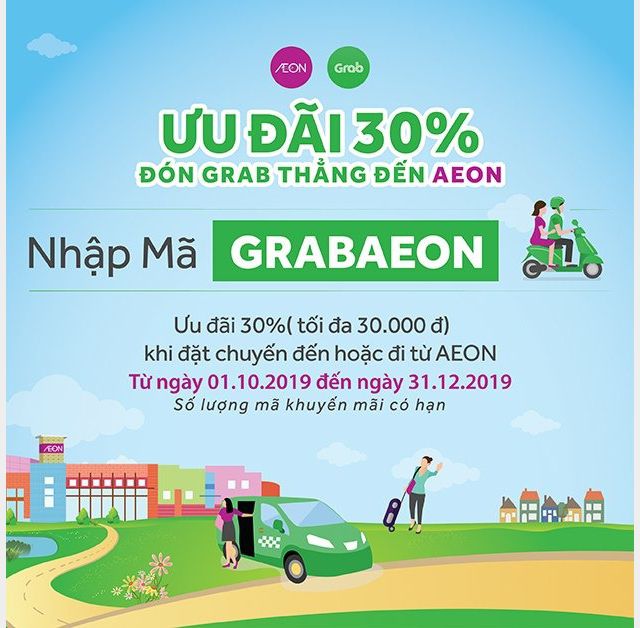 ÆON Grab
ƯU ĐÃI 30%
ĐÓN GRAB THẲNG ĐẾN AEON
Nhập Mã GRABAEON
Ưu đãi 30%( tối đa 30.000 đ)
khi đặt chuyến đến hoặc đi từ AEON
Từ ngày 01.10.2019 đến ngày 31.12.2019
Số lượng mã khuyến mãi có hạn
ÆON